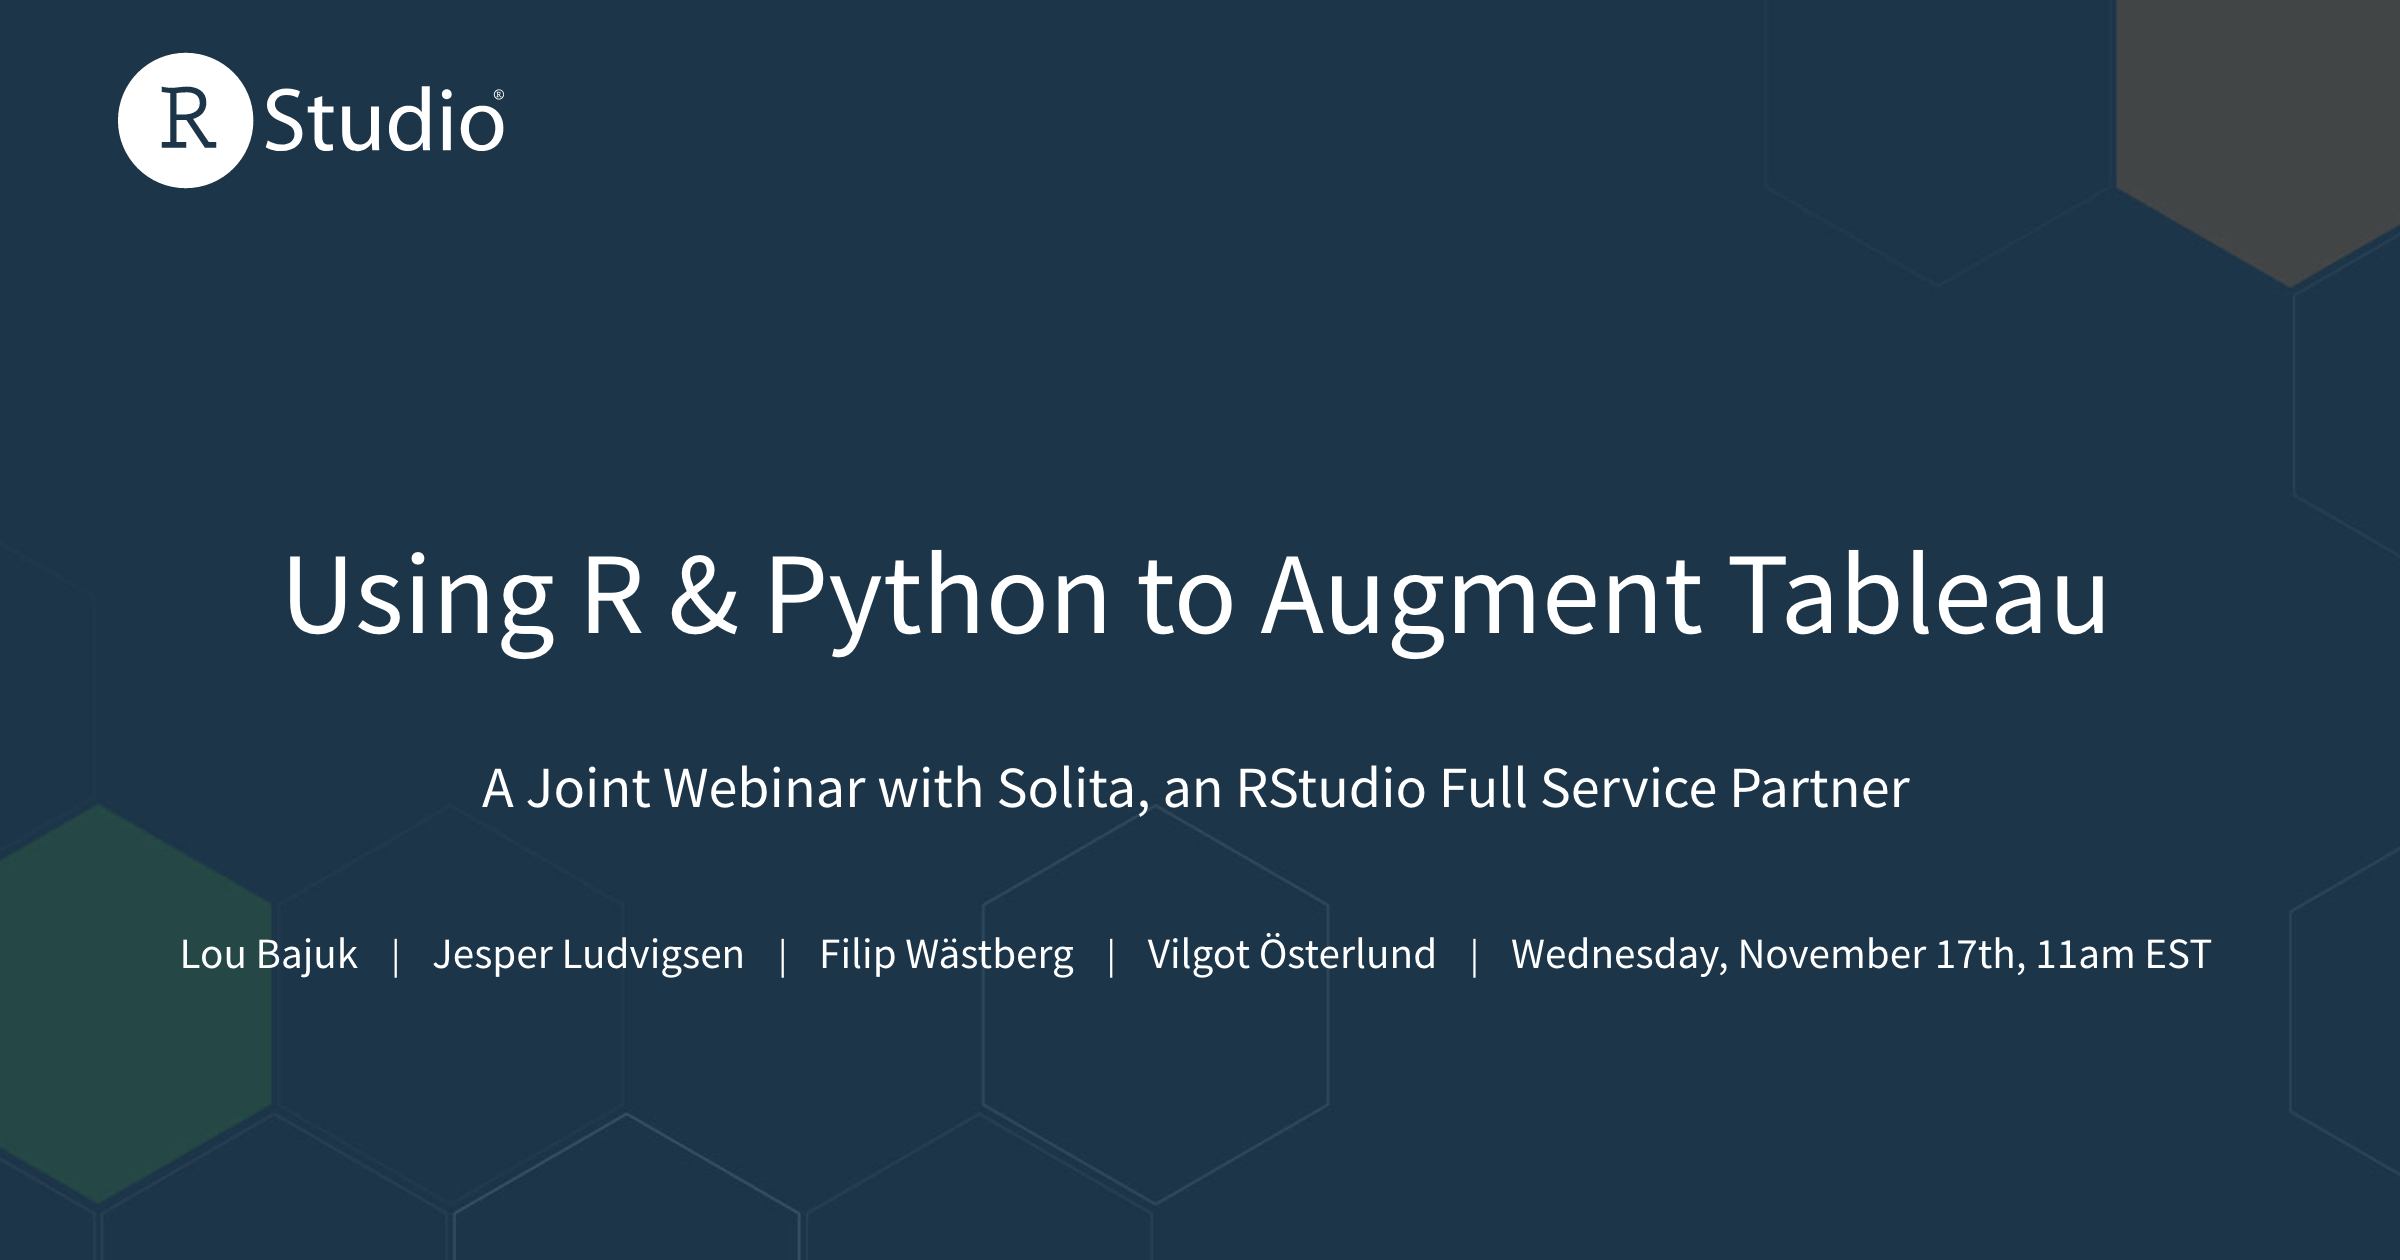 RStudio®
Using R & Python to Augment Tableau
A Joint Webinar with Solita, an RStudio Full Service Partner
Lou Bajuk | Jesper Ludvigsen | Filip Wästberg | Vilgot Österlund | Wednesday, November 17th, 11am EST